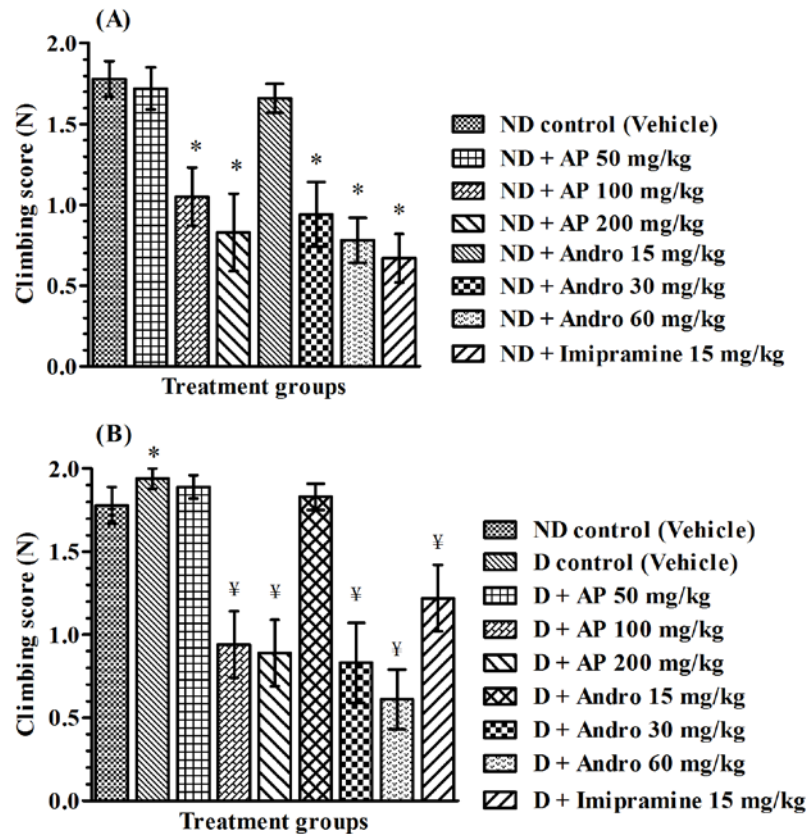 (A)
Climbing score (N)
2.0
1.5
1.0
0.5
0.0
* * * * *
Treatment groups
ND control (Vehicle)
ND + AP 50 mg/kg
ND + AP 100 mg/kg
ND + AP 200 mg/kg
ND + Andro 15 mg/kg
ND + Andro 30 mg/kg
ND + Andro 60 mg/kg
ND + Imipramine 15 mg/kg
(B)
Climbing score (N)
2.0
1.5
1.0
0.5
0.0
* ¥ ¥ ¥ ¥ ¥
Treatment groups
ND control (Vehicle)
D control (Vehicle)
D + AP 50 mg/kg
D + AP 100 mg/kg
D + AP 200 mg/kg
D + Andro 15 mg/kg
D + Andro 30 mg/kg
D + Andro 60 mg/kg
D + Imipramine 15 mg/kg